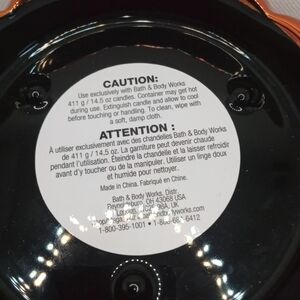 CAUTION:
Use exclusively with Bath & Body Works
411 g / 14.5 oz candles. Container may get hot
during use. Extinguish candle and allow to cool
before touching or handling. To clean, wipe with
a soft, damp cloth.
ATTENTION :
À utiliser exclusivement avec des chandelles Bath & Body Works
de 411 g / 14.5 oz. La garniture peut devenir chaude
pendant l'utilisation. Éteindre la chandelle et la laisser refroidir
avant d'y toucher ou de la manipuler. Utiliser un linge doux
et humide pour nettoyer.
Made in China. Fabriqué en Chine.
Bath & Body Works, Distr.
Reynoldsburg, OH 43068 USA
London, UK
1-800-395-1001 •